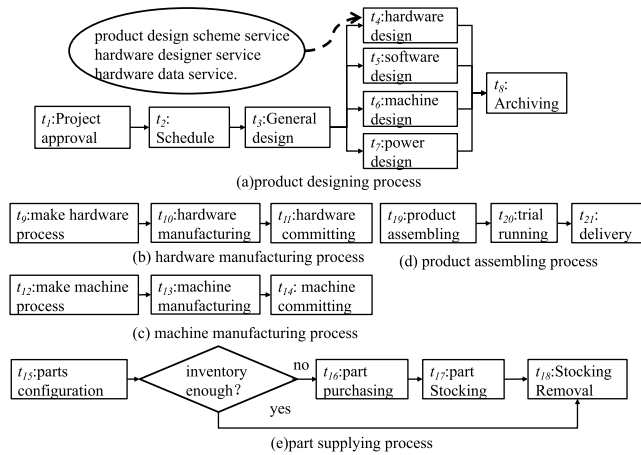 product design scheme service
hardware designer service
hardware data service.
t4:hardware
design
t5:software
design
t6:machine
design
t7:power
design
t8:
Archiving
t1:Project
approval
t2:
Schedule
t3:General
design
(a)product designing process
t9:make hardware
process
t10:hardware
manufacturing
t11:hardware
committing
t19:product
assembling
t20:trial
running
t21:
delivery
(b) hardware manufacturing process
(d) product assembling process
t12:make machine
process
t13:machine
manufacturing
t14: machine
committing
(c) machine manufacturing process
t15:parts
configuration
inventory
enough?
no
yes
t16:part
purchasing
t17:part
Stocking
t18:Stocking
Removal
(e)part supplying process